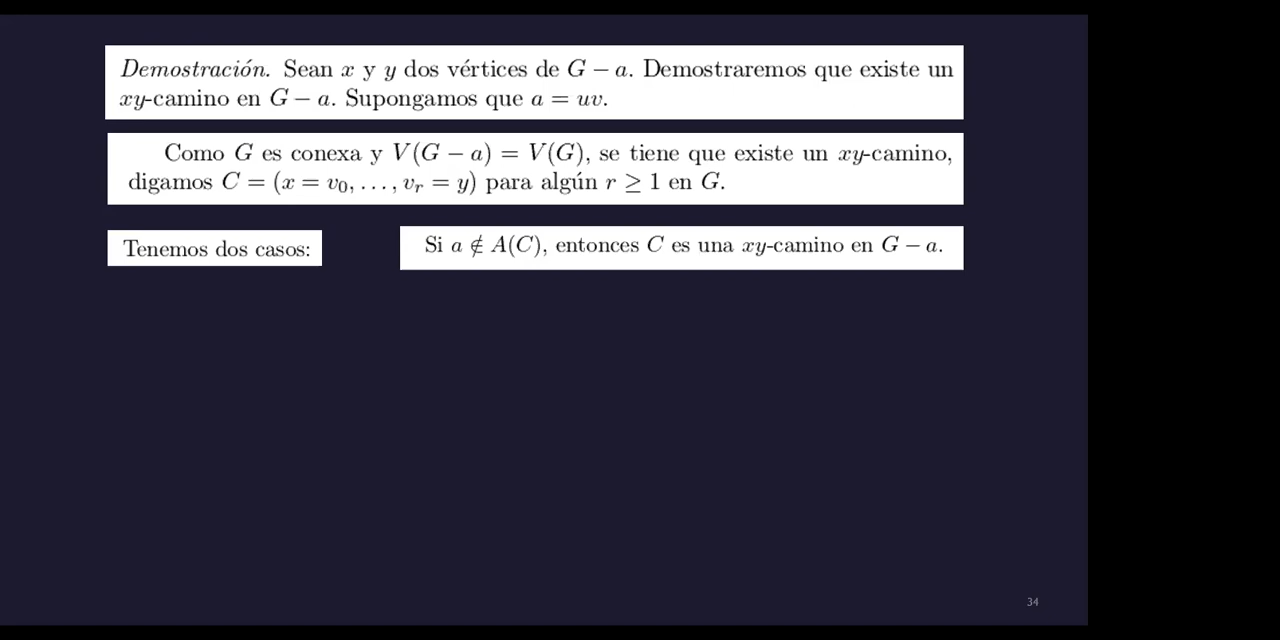 Demostración. Sean x y y dos vértices de G − a. Demostraremos que existe un
xy-camino en G − a. Supongamos que a = uv.
Como G es conexa y V(G − a) = V(G), se tiene que existe un xy-camino,
digamos C = (x = v₀, . . . , vᵣ = y) para algún r ≥ 1 en G.
Tenemos dos casos:
Si a ∉ A(C), entonces C es una xy-camino en G − a.
34